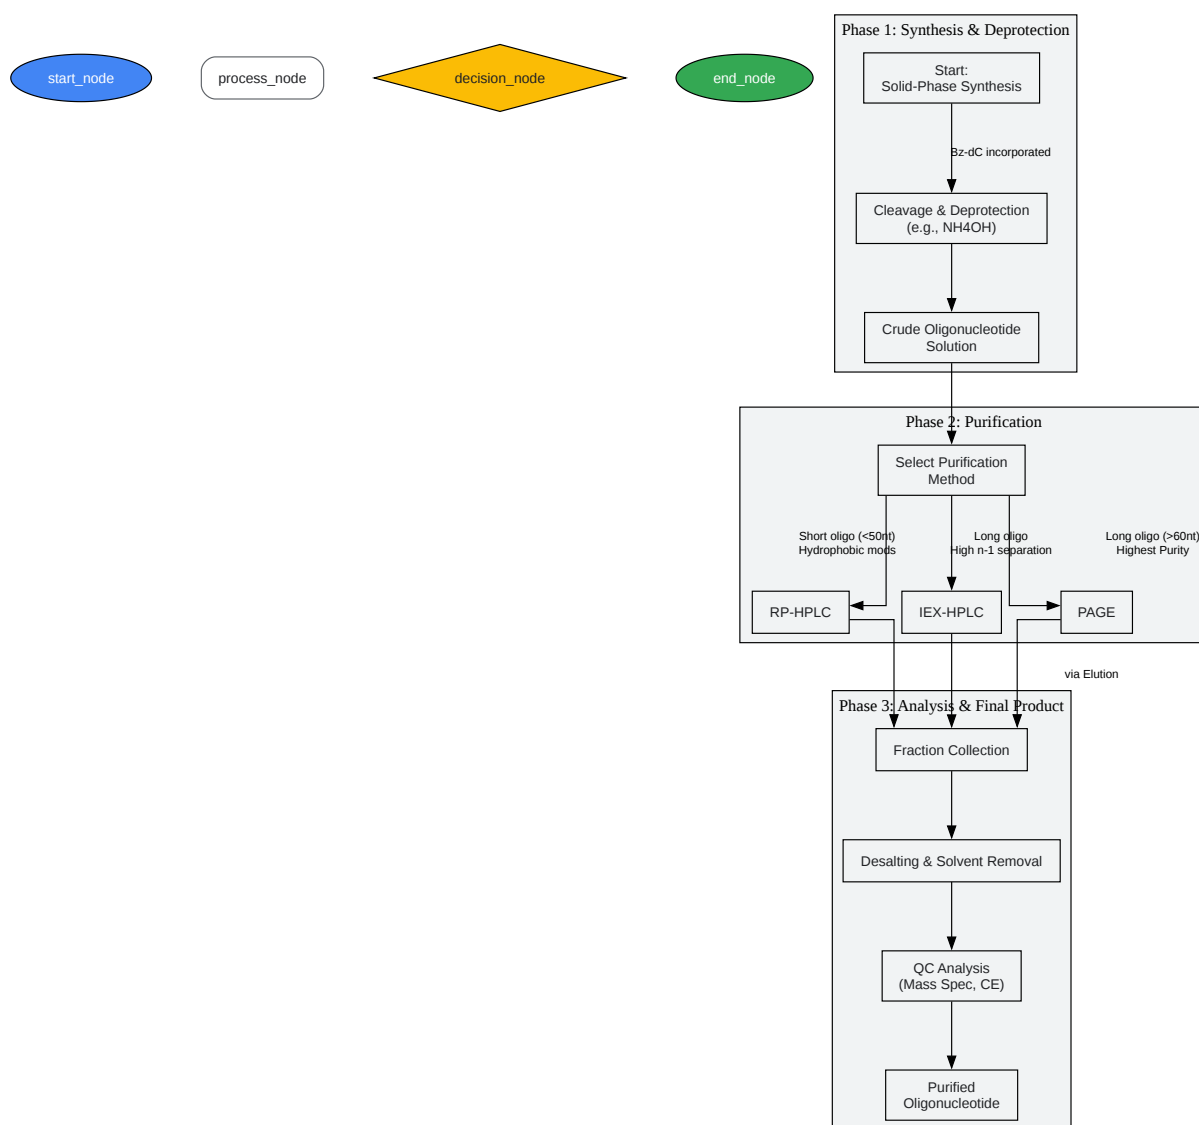 start_node
process_node
decision_node
end_node
Phase 1: Synthesis & Deprotection
Start:
Solid-Phase Synthesis
Bz-dC incorporated
Cleavage & Deprotection
(e.g., NH4OH)
Crude Oligonucleotide
Solution
Phase 2: Purification
Select Purification
Method
Short oligo (<50nt)
Hydrophobic mods
Long oligo
High n-1 separation
Long oligo (>60nt)
Highest Purity
RP-HPLC
IEX-HPLC
PAGE
via Elution
Phase 3: Analysis & Final Product
Fraction Collection
Desalting & Solvent Removal
QC Analysis
(Mass Spec, CE)
Purified
Oligonucleotide